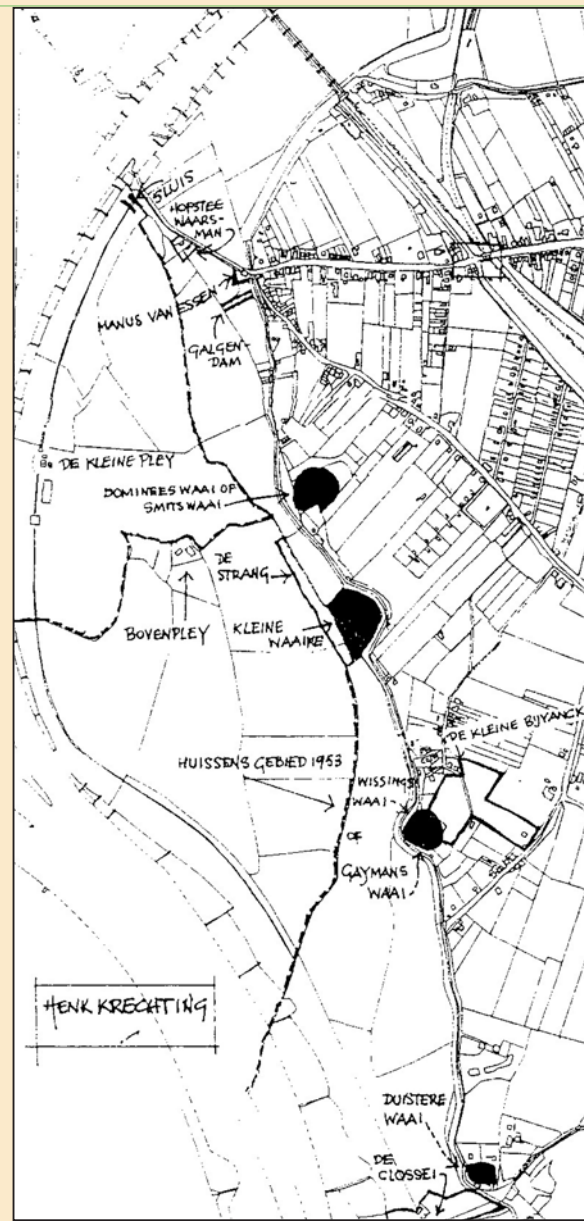 SLUIS
HOFSTEE
WAARS-
MAN
MANUS VAN ESSEN
GALGEN-
DAM
DE KLEINE PLEY
DOMINEES WAAI OF
SMITS WAAI
DE
STRANG
BOVENPLEY
KLEINE
WAAIKE
DE KLEINE BIJVANCK
HUISSENS GEBIED 1953
WISSINGS
WAAI
OF
GAYMANS
WAAI
HENK KRECHTING
DUISTERE
WAAI
DE
CLOSSEI